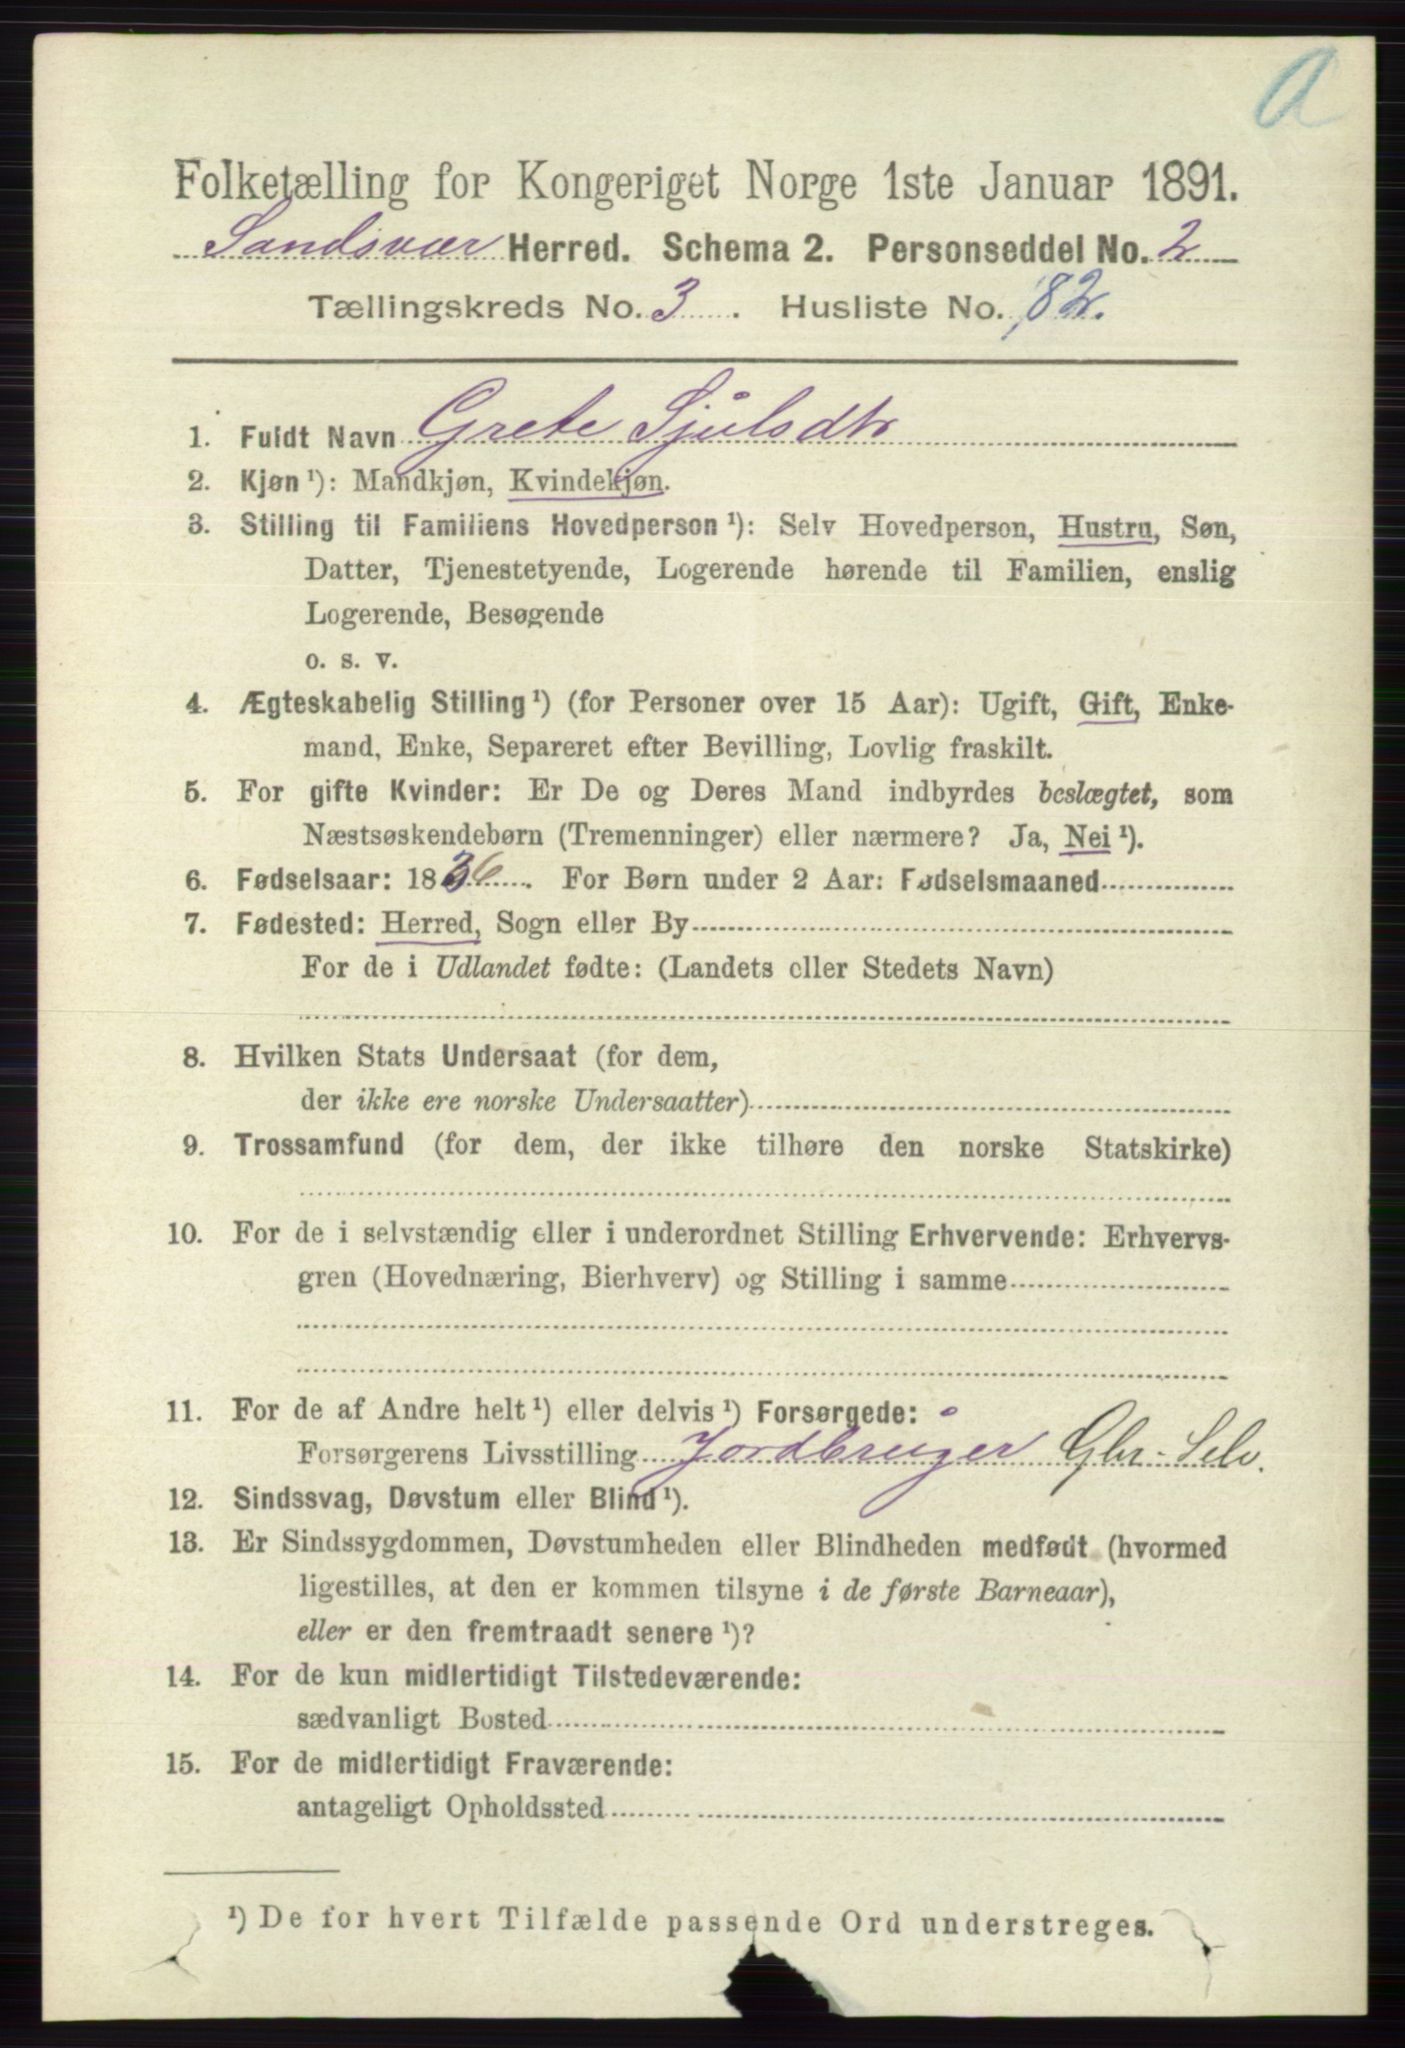 a
Folketælling for Kongeriget Norge 1ste Januar 1891.
Sandsvær Herred. Schema 2. Personseddel No. 2
Tællingskreds No. 3. Husliste No. 82.
1. Fuldt Navn Grete Sjulsdtr
2. Kjøn ¹): Mandkjøn, Kvindekjøn.
3. Stilling til Familiens Hovedperson ¹): Selv Hovedperson, Hustru, Søn,
Datter, Tjenestetyende, Logerende hørende til Familien, enslig
Logerende, Besøgende
o. s. v.
4. Ægteskabelig Stilling ¹) (for Personer over 15 Aar): Ugift, Gift, Enke-
mand, Enke, Separeret efter Bevilling, Lovlig fraskilt.
5. For gifte Kvinder: Er De og Deres Mand indbyrdes beslægtet, som
Næstsøskendebørn (Tremenninger) eller nærmere? Ja, Nei ¹).
6. Fødselsaar: 1836. For Børn under 2 Aar: Fødselsmaaned
7. Fødested: Herred, Sogn eller By
For de i Udlandet fødte: (Landets eller Stedets Navn)
8. Hvilken Stats Undersaat (for dem,
der ikke ere norske Undersaatter)
9. Trossamfund (for dem, der ikke tilhøre den norske Statskirke)
10. For de i selvstændig eller i underordnet Stilling Erhvervende: Erhvervs-
gren (Hovednæring, Bierhverv) og Stilling i samme
11. For de af Andre helt ¹) eller delvis ¹) Forsørgede:
Forsørgerens Livsstilling Jordbruger Gbr. Selv.
12. Sindssvag, Døvstum eller Blind ¹).
13. Er Sindssygdommen, Døvstumheden eller Blindheden medfødt (hvormed
ligestilles, at den er kommen tilsyne i de første Barneaar),
eller er den fremtraadt senere ¹)?
14. For de kun midlertidigt Tilstedeværende:
sædvanligt Bosted
15. For de midlertidigt Fraværende:
antageligt Opholdssted
¹) De for hvert Tilfælde passende Ord understreges.